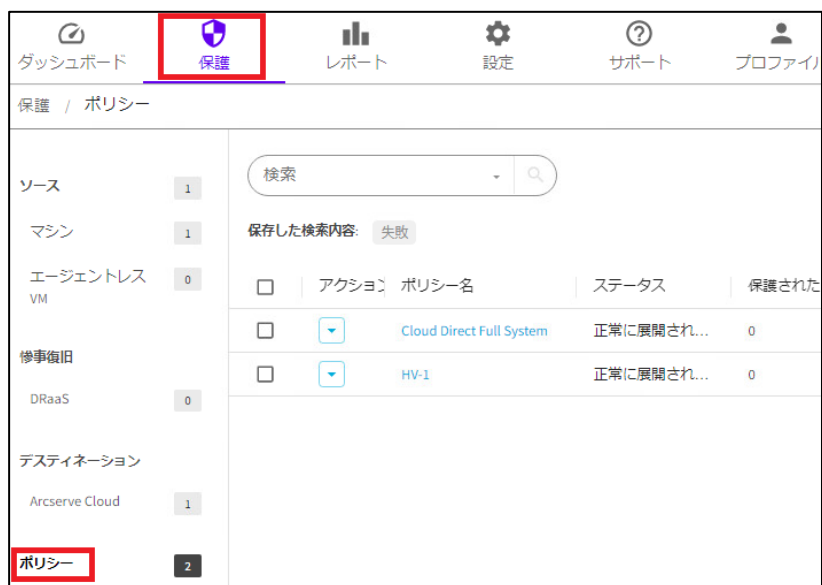 ダッシュボード 保護 レポート 設定 サポート プロファイル
保護 / ポリシー
ソース 1
マシン 1
エージェントレス 0
VM
惨事復旧
DRaaS 0
デスティネーション
Arcserve Cloud 1
ポリシー 2
検索
保存した検索内容: 失敗
アクション ポリシー名 ステータス 保護された
Cloud Direct Full System 正常に展開され... 0
HV-1 正常に展開され... 0